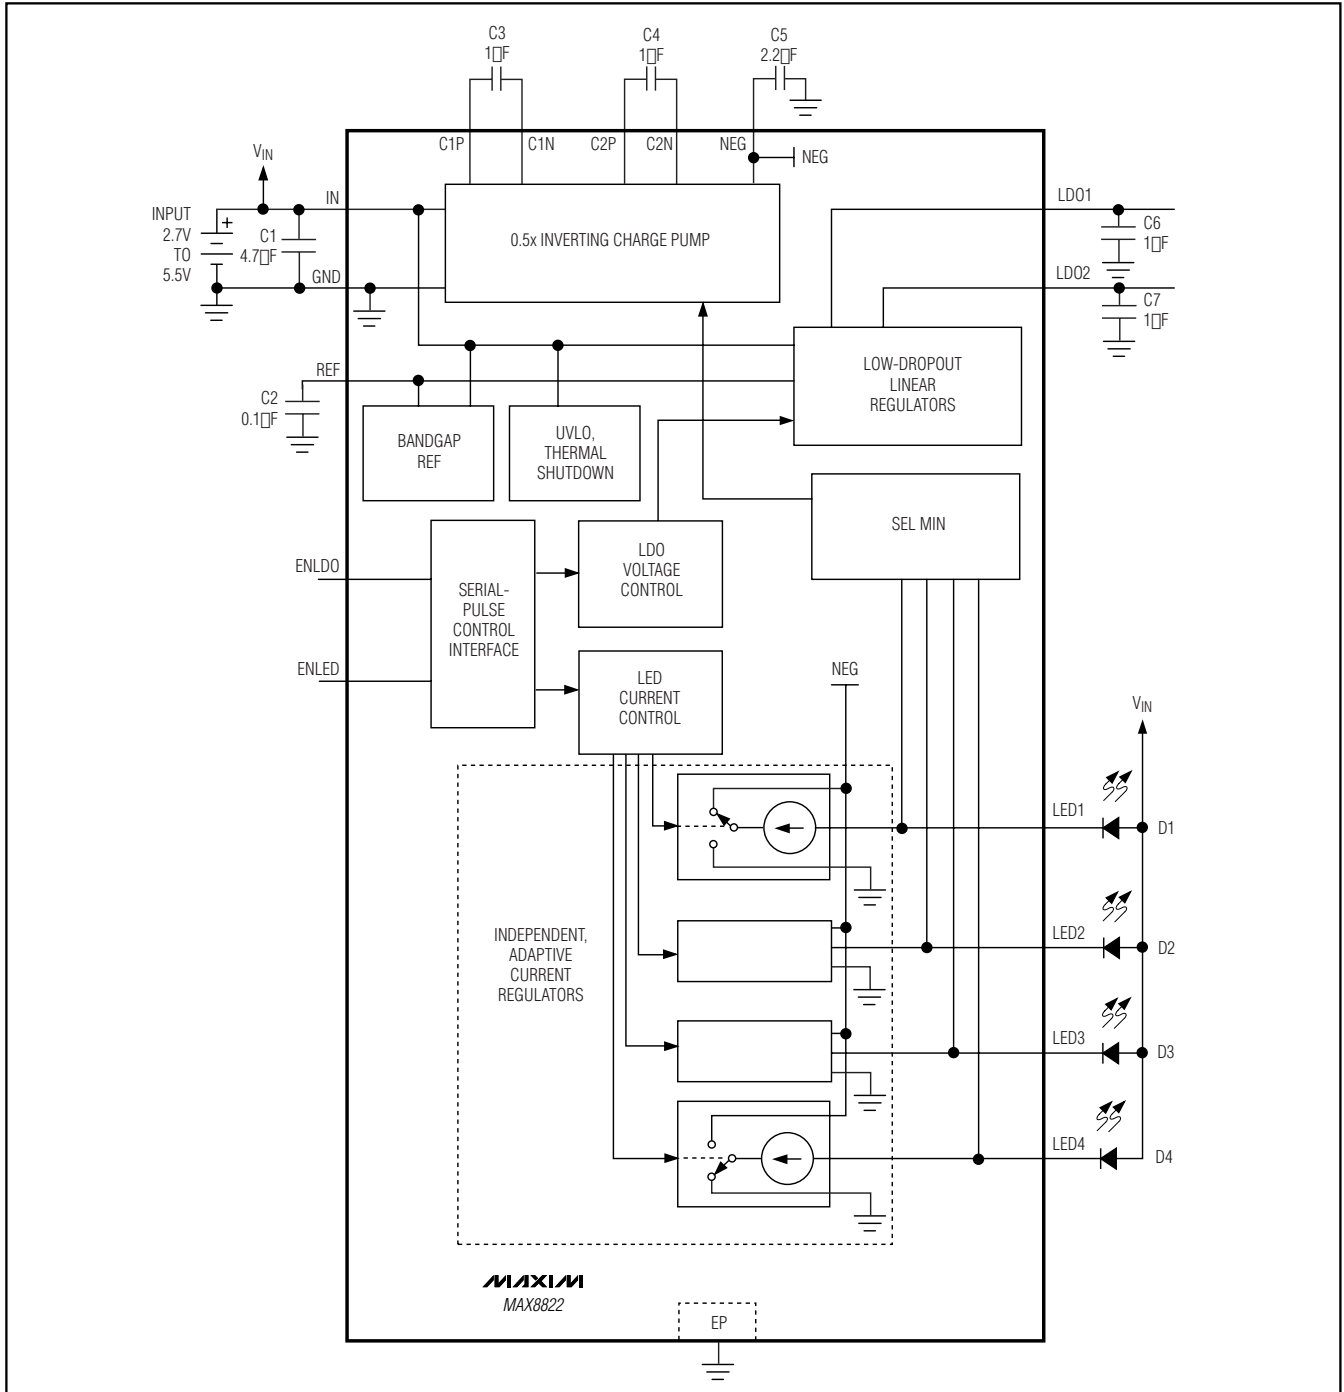 C3
1▯F
C4
1▯F
C5
2.2▯F
C1P
C1N
C2P
C2N
NEG
NEG
VIN
IN
INPUT
2.7V
TO
5.5V
+
C1
4.7▯F
GND
0.5x INVERTING CHARGE PUMP
LDO1
C6
1▯F
LDO2
C7
1▯F
REF
C2
0.1▯F
BANDGAP
REF
UVLO,
THERMAL
SHUTDOWN
LOW-DROPOUT
LINEAR
REGULATORS
SEL MIN
ENLDO
ENLED
SERIAL-
PULSE
CONTROL
INTERFACE
LDO
VOLTAGE
CONTROL
LED
CURRENT
CONTROL
NEG
VIN
LED1
D1
LED2
D2
LED3
D3
LED4
D4
INDEPENDENT,
ADAPTIVE
CURRENT
REGULATORS
MAXIM
MAX8822
EP